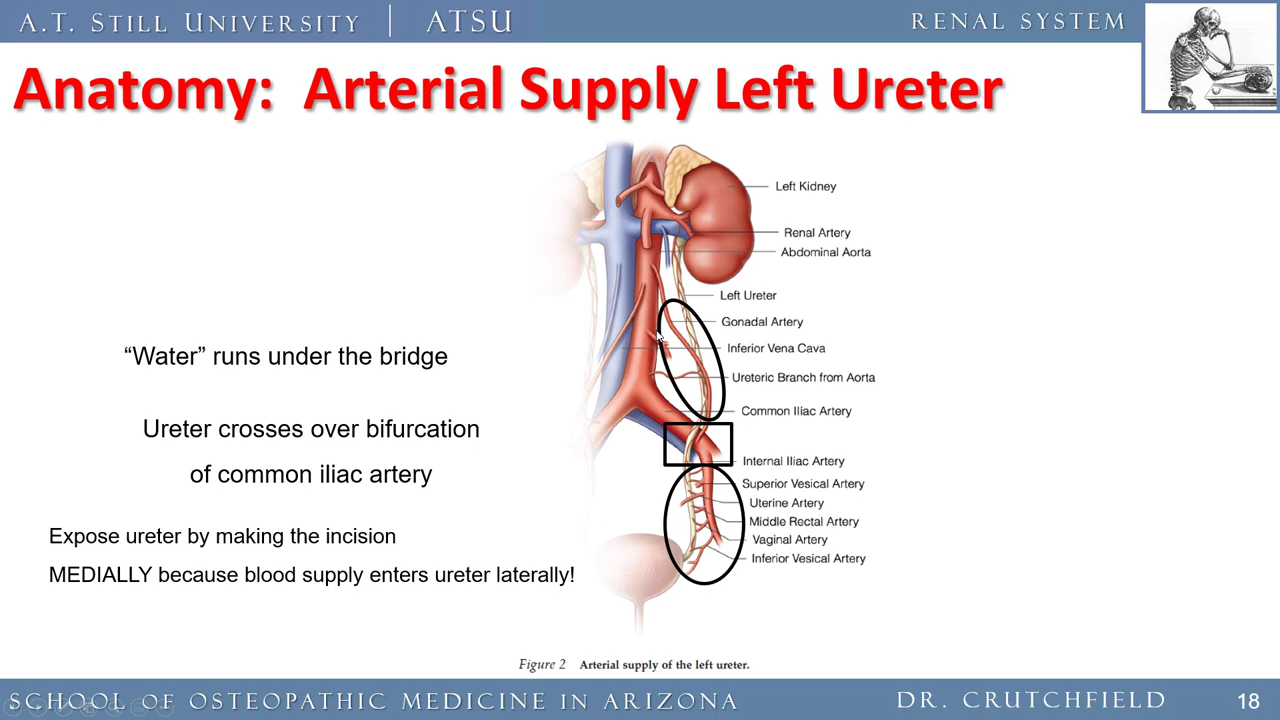 A.T. STILL UNIVERSITY | ATSU
RENAL SYSTEM
Anatomy: Arterial Supply Left Ureter
Left Kidney
Renal Artery
Abdominal Aorta
Left Ureter
Gonadal Artery
“Water” runs under the bridge
Inferior Vena Cava
Ureteric Branch from Aorta
Common Iliac Artery
Ureter crosses over bifurcation
of common iliac artery
Internal Iliac Artery
Superior Vesical Artery
Uterine Artery
Middle Rectal Artery
Vaginal Artery
Inferior Vesical Artery
Expose ureter by making the incision
MEDIALLY because blood supply enters ureter laterally!
Figure 2 Arterial supply of the left ureter.
SCHOOL OF OSTEOPATHIC MEDICINE IN ARIZONA
DR. CRUTCHFIELD
18